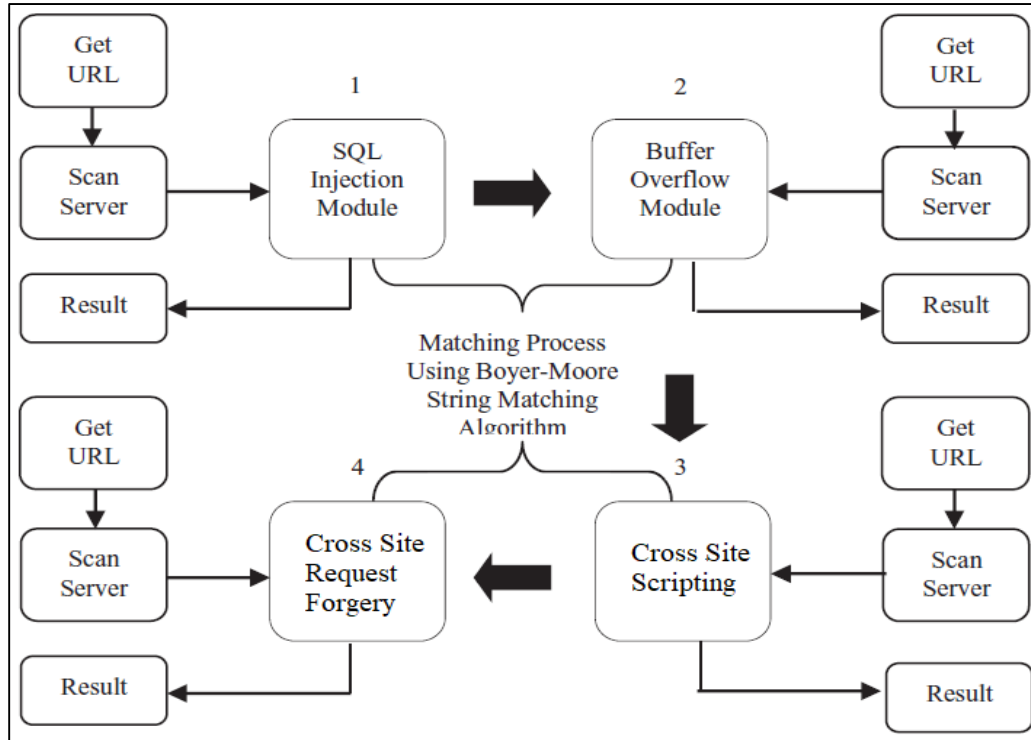 Get
URL
1
2
Get
URL
Scan
Server
SQL
Injection
Module
Buffer
Overflow
Module
Scan
Server
Result
Result
Matching Process
Using Boyer-Moore
String Matching
Algorithm
Get
URL
4
3
Get
URL
Scan
Server
Cross Site
Request
Forgery
Cross Site
Scripting
Scan
Server
Result
Result